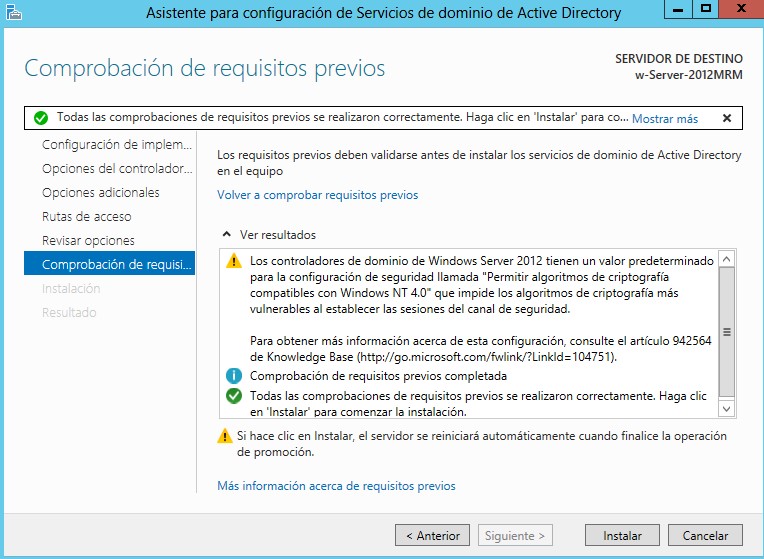 Asistente para configuración de Servicios de dominio de Active Directory
Comprobación de requisitos previos
SERVIDOR DE DESTINO
w-Server-2012MRM
Todas las comprobaciones de requisitos previos se realizaron correctamente. Haga clic en 'Instalar' para co... Mostrar más
Configuración de implem...
Opciones del controlador...
Opciones adicionales
Rutas de acceso
Revisar opciones
Comprobación de requisi...
Instalación
Resultado
Los requisitos previos deben validarse antes de instalar los servicios de dominio de Active Directory
en el equipo
Volver a comprobar requisitos previos
Ver resultados
Los controladores de dominio de Windows Server 2012 tienen un valor predeterminado
para la configuración de seguridad llamada "Permitir algoritmos de criptografía
compatibles con Windows NT 4.0" que impide los algoritmos de criptografía más
vulnerables al establecer las sesiones del canal de seguridad.
Para obtener más información acerca de esta configuración, consulte el artículo 942564
de Knowledge Base (http://go.microsoft.com/fwlink/?LinkId=104751).
Comprobación de requisitos previos completada
Todas las comprobaciones de requisitos previos se realizaron correctamente. Haga clic
en 'Instalar' para comenzar la instalación.
Si hace clic en Instalar, el servidor se reiniciará automáticamente cuando finalice la operación
de promoción.
Más información acerca de requisitos previos
< Anterior
Siguiente >
Instalar
Cancelar